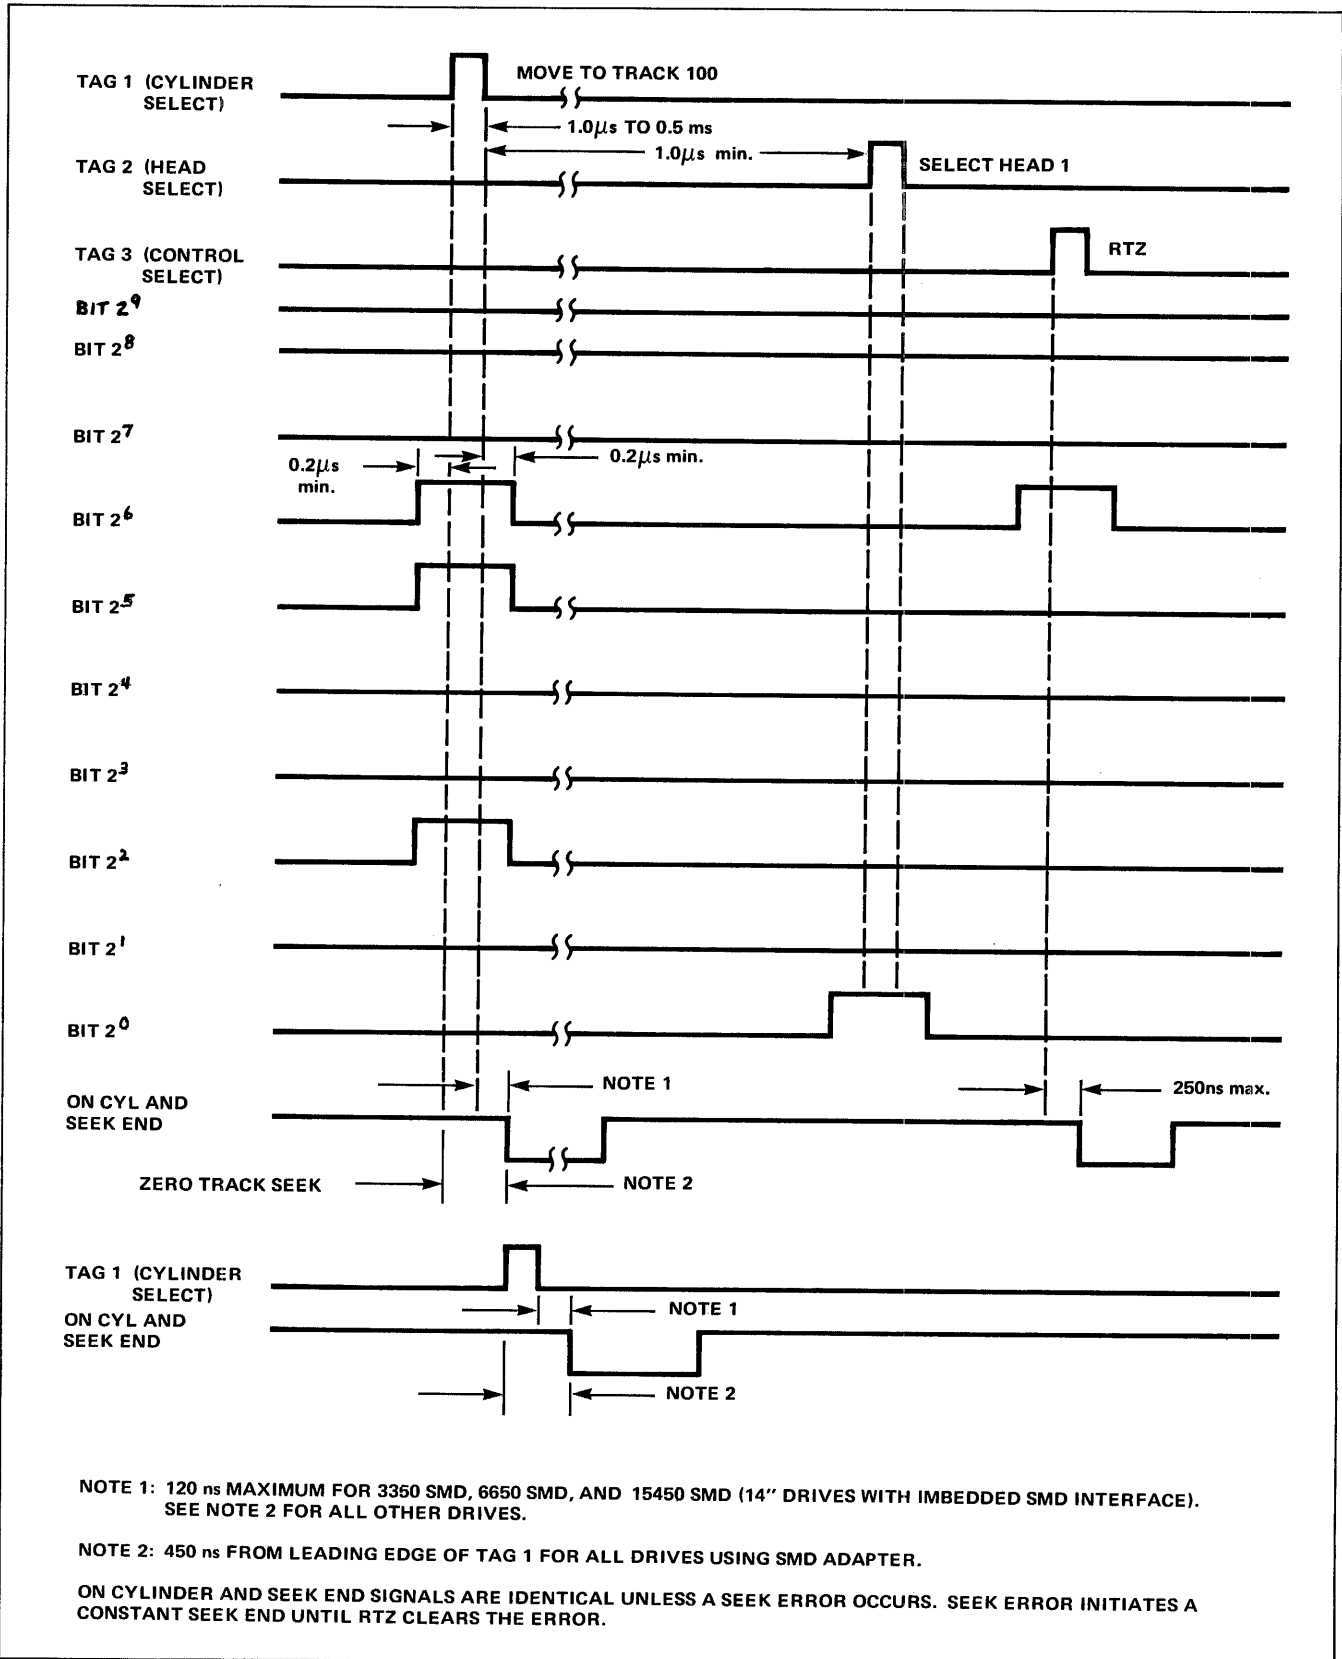 TAG 1 (CYLINDER
SELECT)
MOVE TO TRACK 100
1.0μs TO 0.5 ms
1.0μs min.
TAG 2 (HEAD
SELECT)
SELECT HEAD 1
TAG 3 (CONTROL
SELECT)
RTZ
BIT 2⁹
BIT 2⁸
BIT 2⁷
0.2μs
min.
0.2μs min.
BIT 2⁶
BIT 2⁵
BIT 2⁴
BIT 2³
BIT 2²
BIT 2¹
BIT 2⁰
NOTE 1
250ns max.
ON CYL AND
SEEK END
ZERO TRACK SEEK
NOTE 2
TAG 1 (CYLINDER
SELECT)
NOTE 1
ON CYL AND
SEEK END
NOTE 2
NOTE 1: 120 ns MAXIMUM FOR 3350 SMD, 6650 SMD, AND 15450 SMD (14" DRIVES WITH IMBEDDED SMD INTERFACE).
SEE NOTE 2 FOR ALL OTHER DRIVES.
NOTE 2: 450 ns FROM LEADING EDGE OF TAG 1 FOR ALL DRIVES USING SMD ADAPTER.
ON CYLINDER AND SEEK END SIGNALS ARE IDENTICAL UNLESS A SEEK ERROR OCCURS. SEEK ERROR INITIATES A
CONSTANT SEEK END UNTIL RTZ CLEARS THE ERROR.